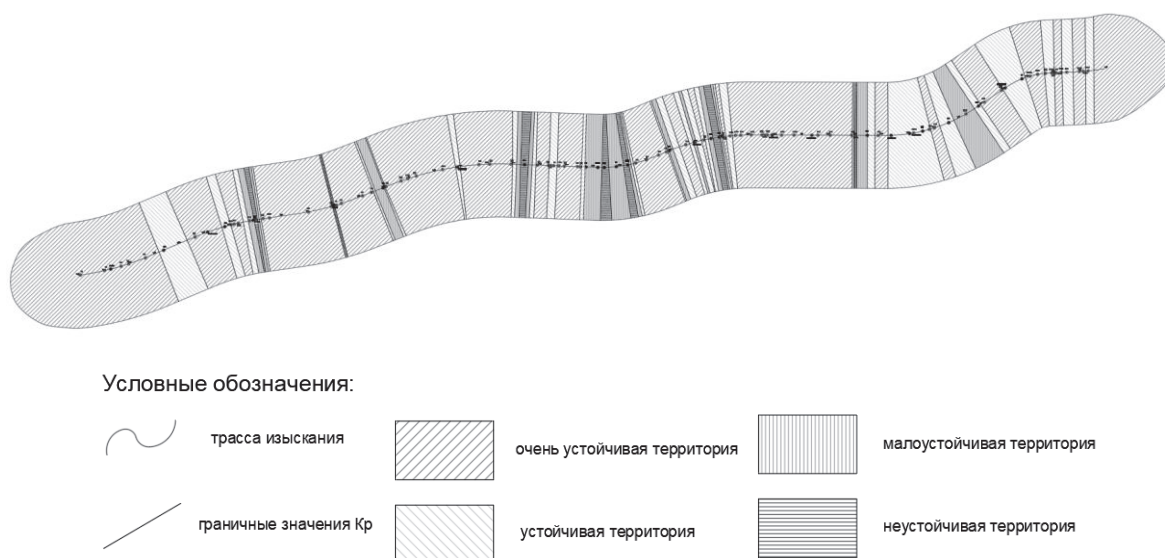 Условные обозначения:
трасса изыскания
очень устойчивая территория
малоустойчивая территория
граничные значения Кр
устойчивая территория
неустойчивая территория